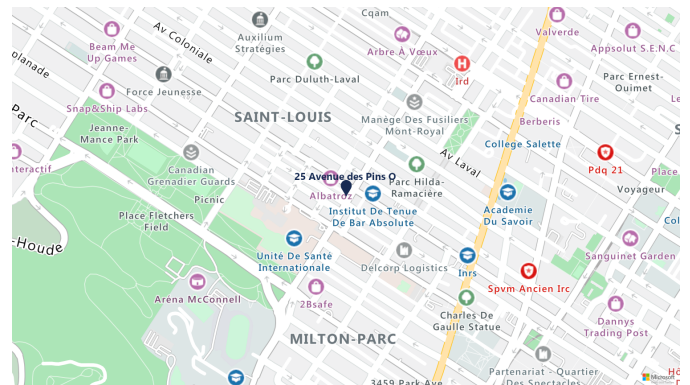 Cqam
Valverde
Beam Me
Up Games
Av Coloniale
Auxilium
Stratégies
Arbre À Vœux
Appsolut S.E.N.C
splanade
Force Jeunesse
Parc Duluth-Laval
Ird
Canadian Tire
Parc Ernest-
Ouimet
Snap&Ship Labs
Parc
SAINT-LOUIS
Manège Des Fusiliers
Mont-Royal
Berberis
Jeanne-
Mance Park
College Salette
Av Laval
Pdq 21
Place
Canadian
Grenadier Guards
25 Avenue des Pins O
Parc Hilda-
Ramacière
Voyageur
Picnic
Albatroz
Institut De Tenue
De Bar Absolute
Academie
Du Savoir
Place Fletchers
Field
-Houde
Unité De Santé
Internationale
Delcorp Logistics
Inrs
Sanguinet Garden
Spvm Ancien Irc
Arena McConnell
2Bsafe
Charles De
Gaulle Statue
Dannys
Trading Post
MILTON-PARC
Partenariat - Quartier
Des Spectacles
3459 Park Ave
Microsoft